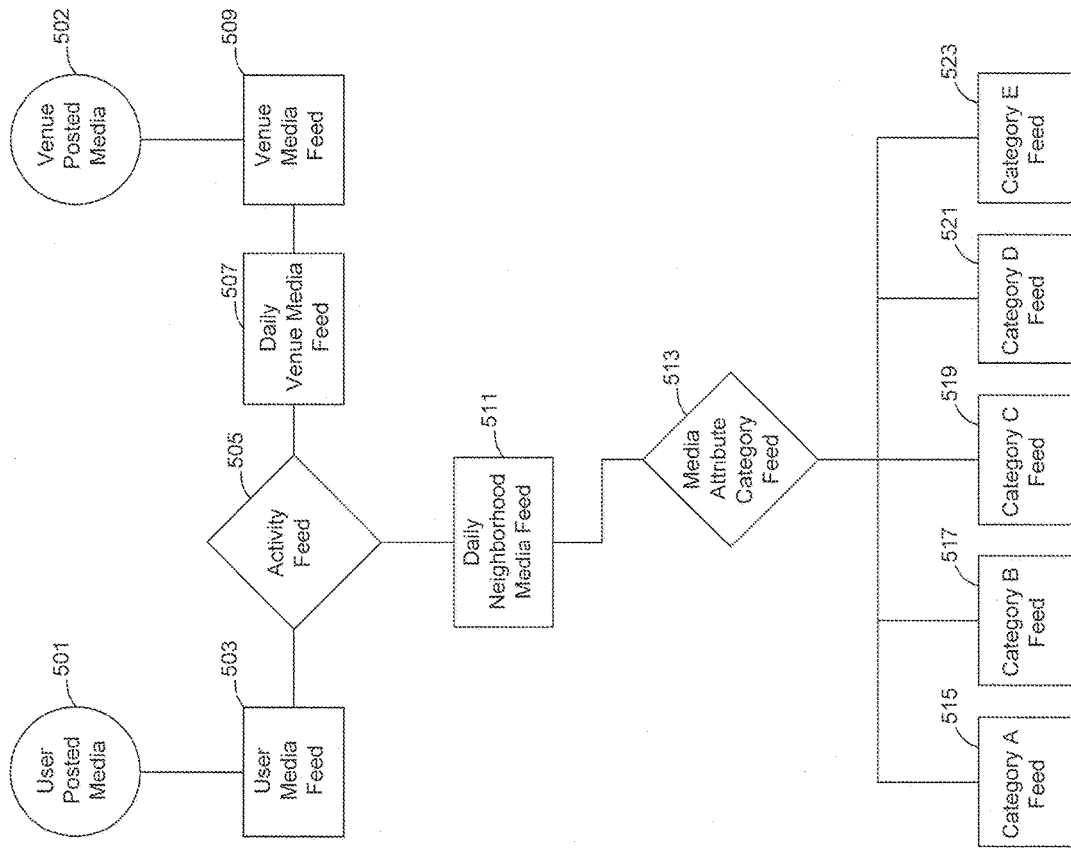 501
User
Posted
Media
502
Venue
Posted
Media
503
User
Media
Feed
505
Activity
Feed
507
Daily
Venue Media
Feed
509
Venue
Media
Feed
511
Daily
Neighborhood
Media Feed
513
Media
Attribute
Category
Feed
515
Category A
Feed
517
Category B
Feed
519
Category C
Feed
521
Category D
Feed
523
Category E
Feed